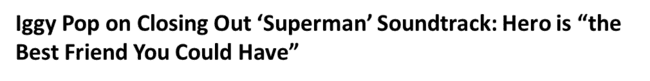 Iggy Pop on Closing Out ‘Superman’ Soundtrack: Hero is “the
Best Friend You Could Have”